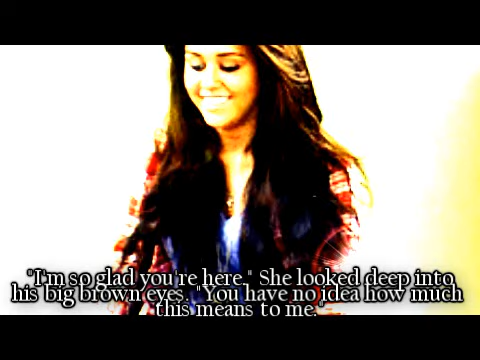 "I'm so glad you're here." She looked deep into
his big brown eyes. "You have no idea how much
this means to me."